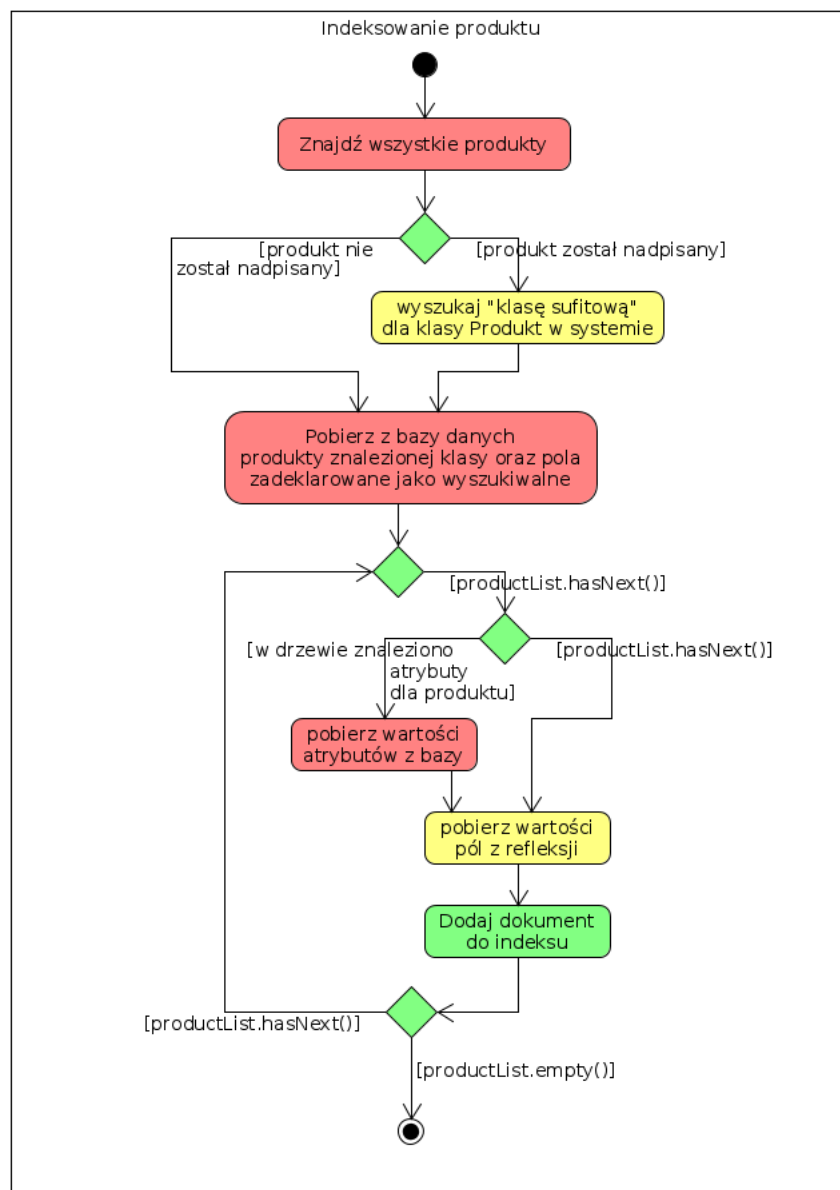 Indeksowanie produktu
Znajdź wszystkie produkty
[produkt nie
został nadpisany]
[produkt został nadpisany]
wyszukaj "klasę sufitową"
dla klasy Produkt w systemie
Pobierz z bazy danych
produkty znalezionej klasy oraz pola
zadeklarowane jako wyszukiwalne
[productList.hasNext()]
[w drzewie znaleziono
atrybuty
dla produktu]
[productList.hasNext()]
pobierz wartości
atrybutów z bazy
pobierz wartości
pól z refleksji
Dodaj dokument
do indeksu
[productList.hasNext()]
[productList.empty()]